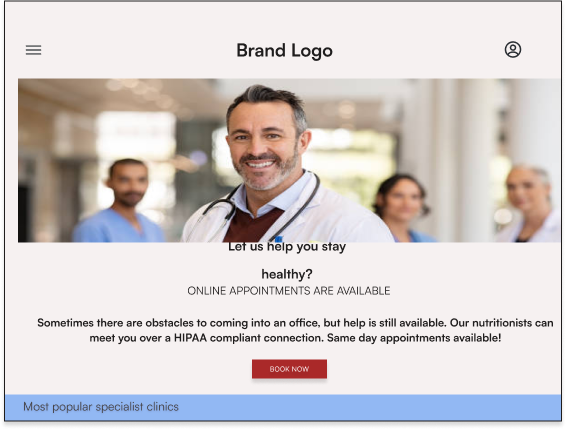 Brand Logo
Let us help you stay
healthy?
ONLINE APPOINTMENTS ARE AVAILABLE
Sometimes there are obstacles to coming into an office, but help is still available. Our nutritionists can
meet you over a HIPAA compliant connection. Same day appointments available!
BOOK NOW
Most popular specialist clinics